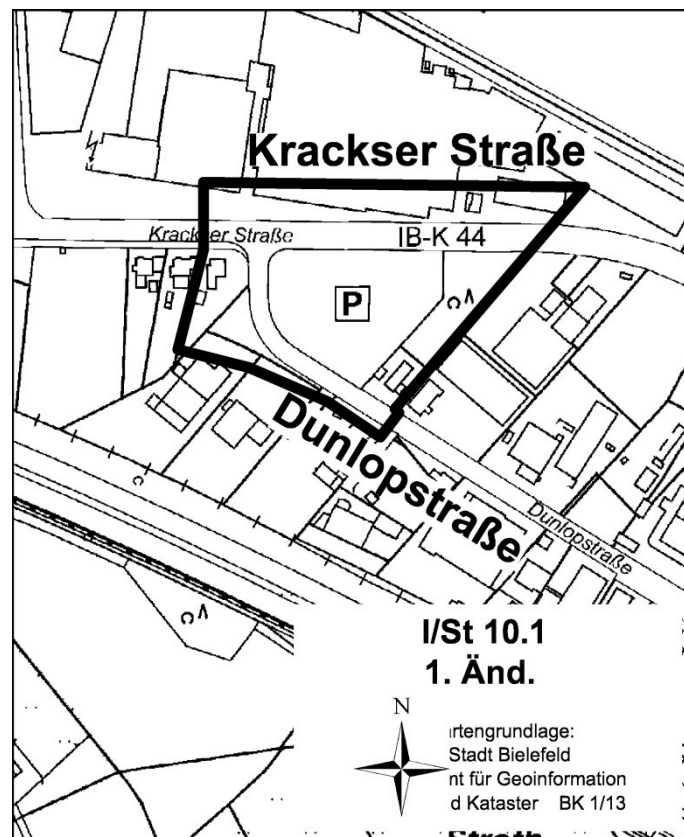 Krackser Straße
Krackser Straße
IB-K 44
P
Dunlopstraße
Dunlopstraße
I/St 10.1
1. Änd.
N
rtengrundlage:
Stadt Bielefeld
nt für Geoinformation
d Kataster BK 1/13